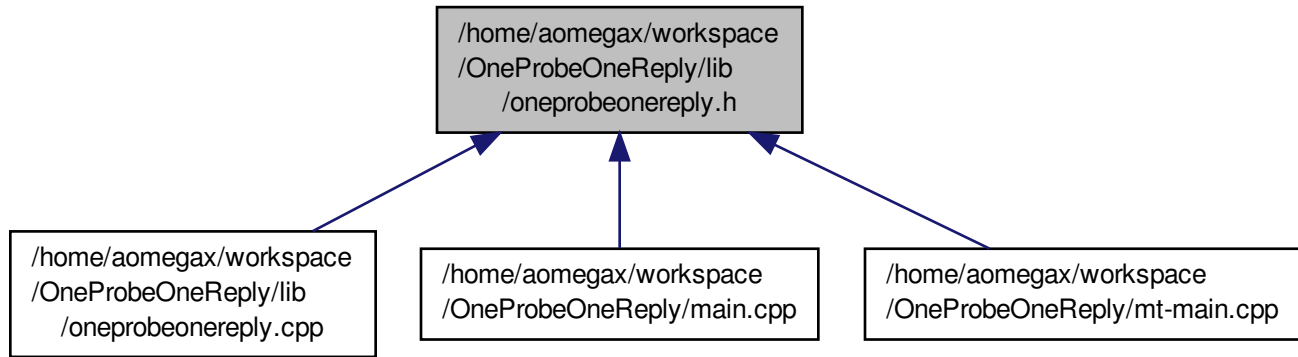 /home/aomegax/workspace
/OneProbeOneReply/lib
/oneprobeonereply.h
/home/aomegax/workspace
/OneProbeOneReply/lib
/oneprobeonereply.cpp
/home/aomegax/workspace
/OneProbeOneReply/main.cpp
/home/aomegax/workspace
/OneProbeOneReply/mt-main.cpp